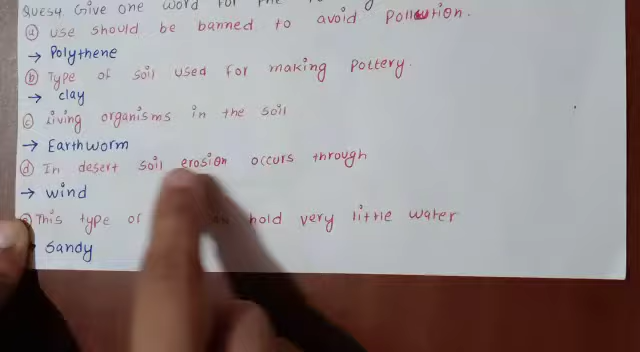 Ques4. Give one word for the
ⓐ Use should be banned to avoid Pollution.
→ Polythene
ⓑ Type of soil used for making Pottery.
→ clay
ⓒ Living organisms in the soil
→ Earthworm
ⓓ In desert soil erosion occurs through
→ wind
This type of hold very little water
→ Sandy